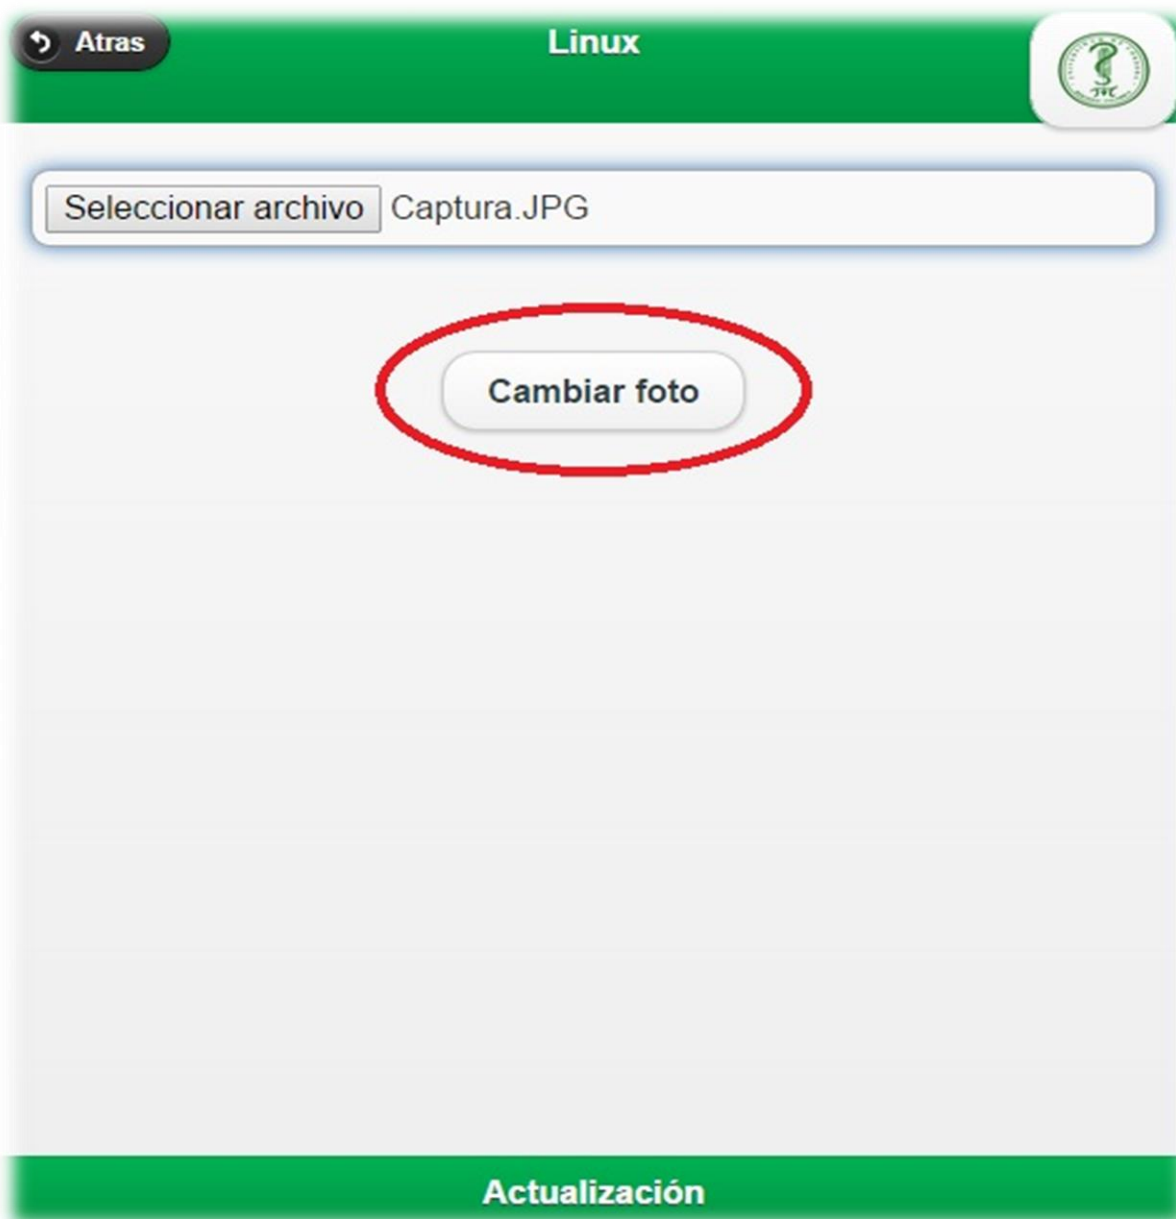 Atras
Linux
Seleccionar archivo Captura.JPG
Cambiar foto
Actualización